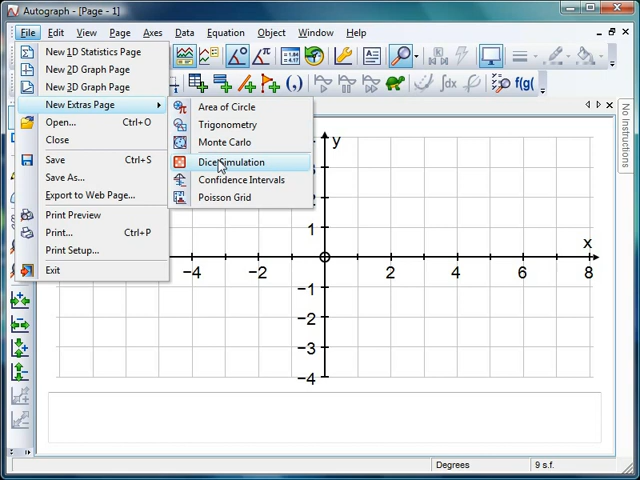 Autograph - [Page - 1]
File Edit View Page Axes Data Equation Object Window Help
New 1D Statistics Page
New 2D Graph Page
New 3D Graph Page
New Extras Page
Open... Ctrl+O
Close
Save Ctrl+S
Save As...
Export to Web Page...
Print Preview
Print... Ctrl+P
Print Setup...
Exit
Area of Circle
Trigonometry
Monte Carlo
Dice Simulation
Confidence Intervals
Poisson Grid
No Instructions
y
x
1
−4 −2 2 4 6 8
−1
−2
−3
−4
Degrees 9 s.f.